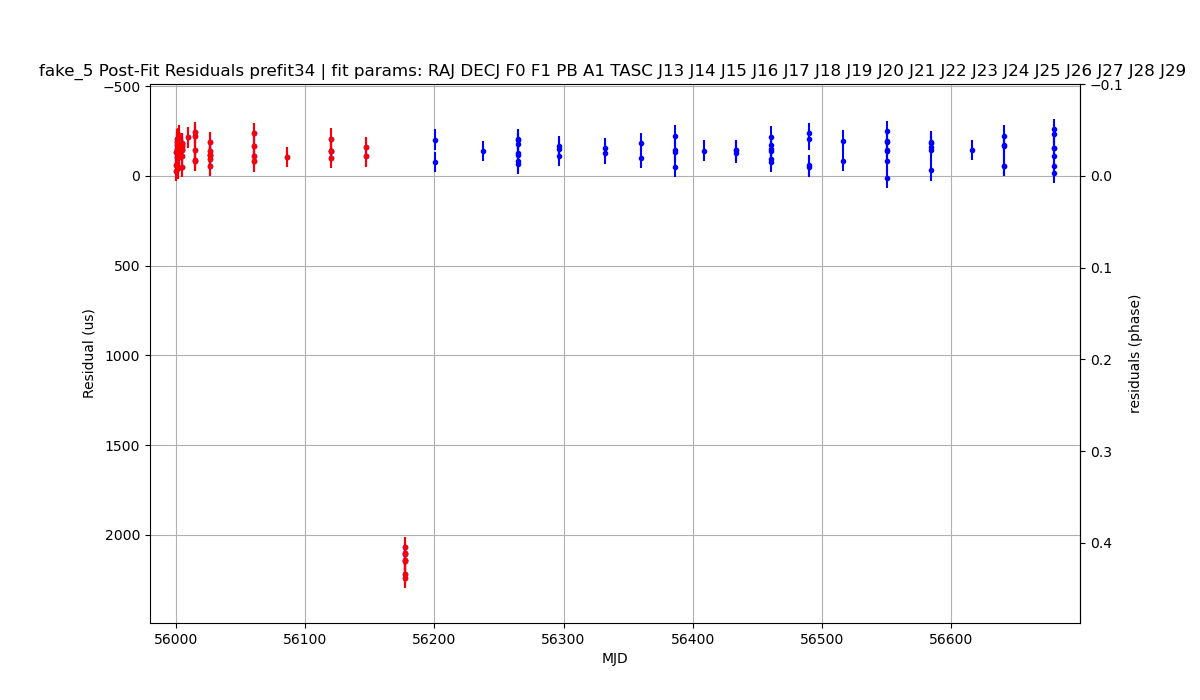 fake_5 Post-Fit Residuals prefit34 | fit params: RAJ DECJ F0 F1 PB A1 TASC J13 J14 J15 J16 J17 J18 J19 J20 J21 J22 J23 J24 J25 J26 J27 J28 J29
−500
0
500
1000
1500
2000
Residual (us)
−0.1
0.0
0.1
0.2
0.3
0.4
residuals (phase)
56000 56100 56200 56300 56400 56500 56600
MJD